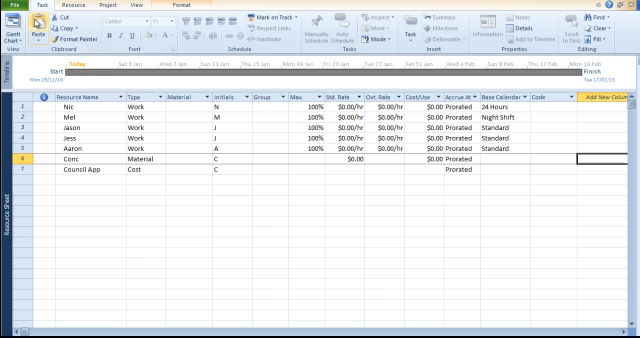 File Task Resource Project View Format
Gantt Chart View
Paste Cut Copy Format Painter Clipboard
Calibri 11 B I U A Font
Mark on Track Respect Links Inactivate Schedule
Manually Schedule Auto Schedule Inspect Move Mode Tasks
Task Summary Milestone Deliverable Insert
Information Notes Details Add to Timeline Properties
Scroll to Task Find Clear Fill Editing
Timeline
Today Sat 3 Jan Wed 7 Jan Sun 11 Jan Thu 15 Jan Mon 19 Jan Fri 23 Jan Tue 27 Jan Sat 31 Jan Wed 4 Feb Sun 8 Feb Thu 12 Feb Mon 16 Feb
Start Finish
Mon 29/12/14 Tue 17/02/15
Resource Name Type Material Initials Group Max. Std. Rate Ovt. Rate Cost/Use Accrue At Base Calendar Code Add New Colum
1 Nic Work N 100% $0.00/hr $0.00/hr $0.00 Prorated 24 Hours
2 Mel Work M 100% $0.00/hr $0.00/hr $0.00 Prorated Night Shift
3 Jason Work J 100% $0.00/hr $0.00/hr $0.00 Prorated Standard
4 Jess Work J 100% $0.00/hr $0.00/hr $0.00 Prorated Standard
5 Aaron Work A 100% $0.00/hr $0.00/hr $0.00 Prorated Standard
6 Conc Material C $0.00 $0.00 Prorated
7 Council App Cost C Prorated
Resource Sheet